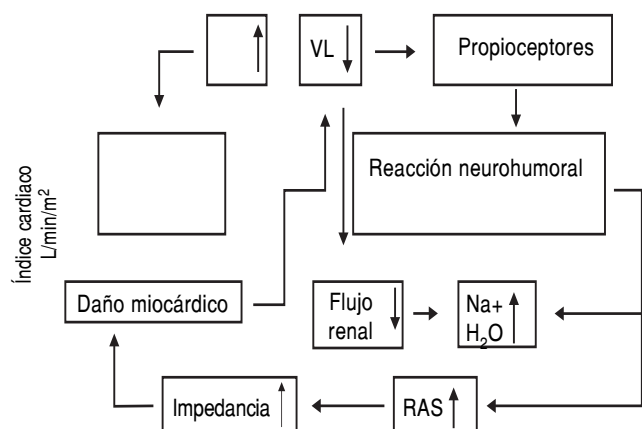 VL
Propioceptores
Reacción neurohumoral
Índice cardiaco
L/min/m²
Daño miocárdico
Flujo
renal
Na+
H₂O
Impedancia
RAS